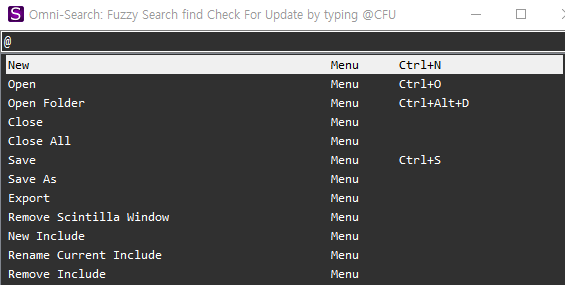 S Omni-Search: Fuzzy Search find Check For Update by typing @CFU
@
New Menu Ctrl+N
Open Menu Ctrl+O
Open Folder Menu Ctrl+Alt+D
Close Menu
Close All Menu
Save Menu Ctrl+S
Save As Menu
Export Menu
Remove Scintilla Window Menu
New Include Menu
Rename Current Include Menu
Remove Include Menu